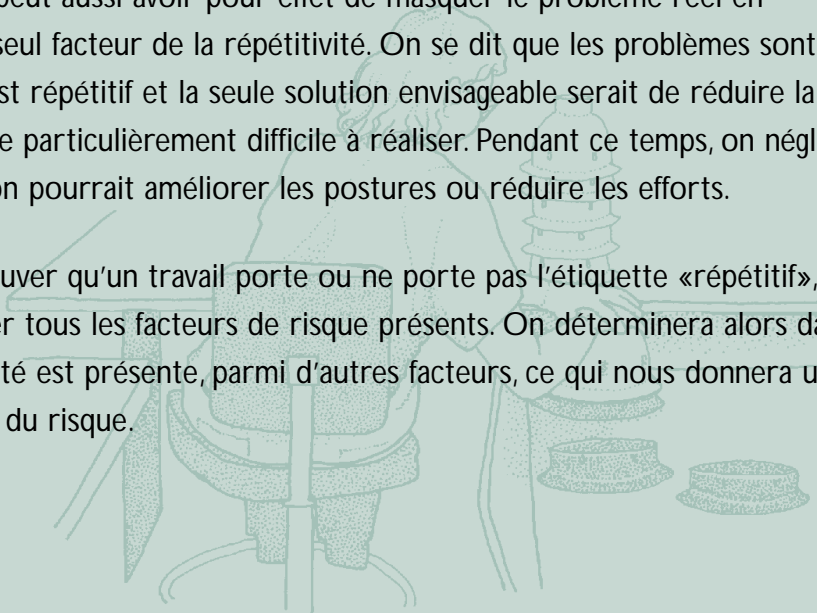 peut aussi avoir pour effet de masquer le problème réel en
seul facteur de la répétitivité. On se dit que les problèmes sont
st répétitif et la seule solution envisageable serait de réduire la
e particulièrement difficile à réaliser. Pendant ce temps, on négl
on pourrait améliorer les postures ou réduire les efforts.
uver qu'un travail porte ou ne porte pas l'étiquette «répétitif»,
er tous les facteurs de risque présents. On déterminera alors da
té est présente, parmi d'autres facteurs, ce qui nous donnera u
du risque.